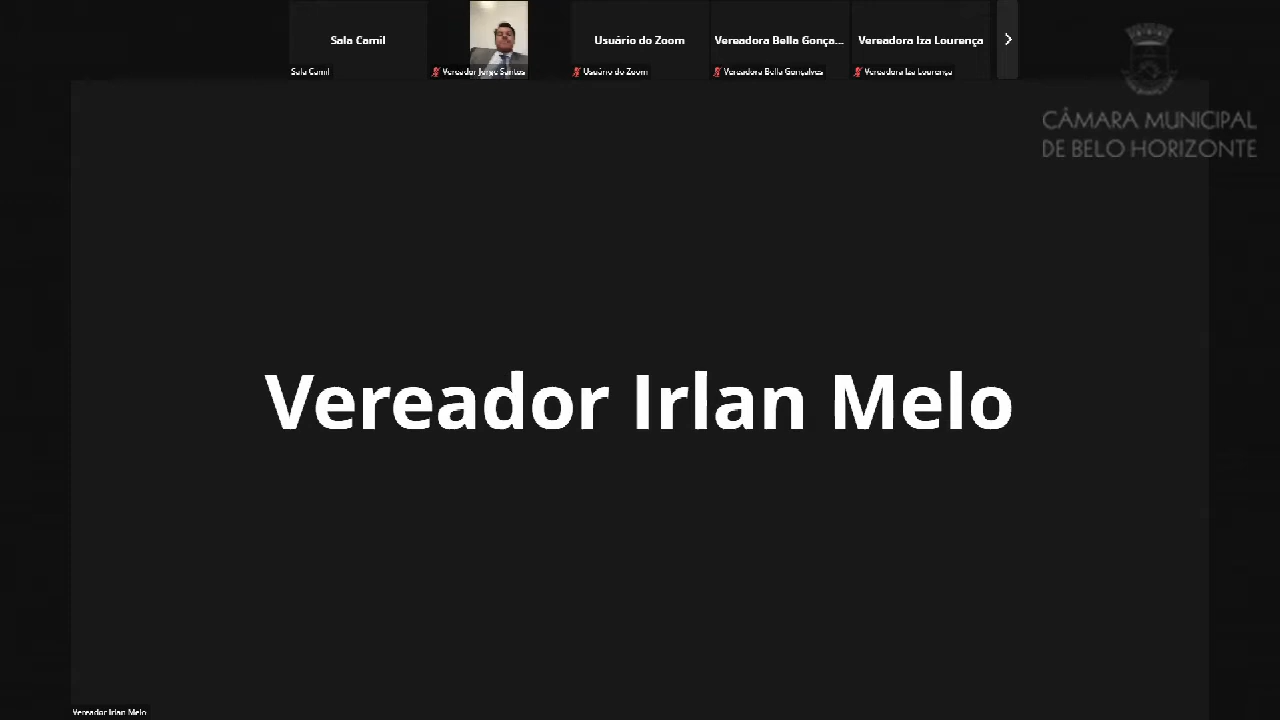 Sala Camil
Usuário do Zoom
Vereadora Bella Gonça...
Vereadora Iza Lourença
Sala Camil
Vereador Jorge Santos
Usuário do Zoom
Vereadora Bella Gonçalves
Vereadora Iza Lourença
CÂMARA MUNICIPAL
DE BELO HORIZONTE
Vereador Irlan Melo
Vereador Irlan Melo